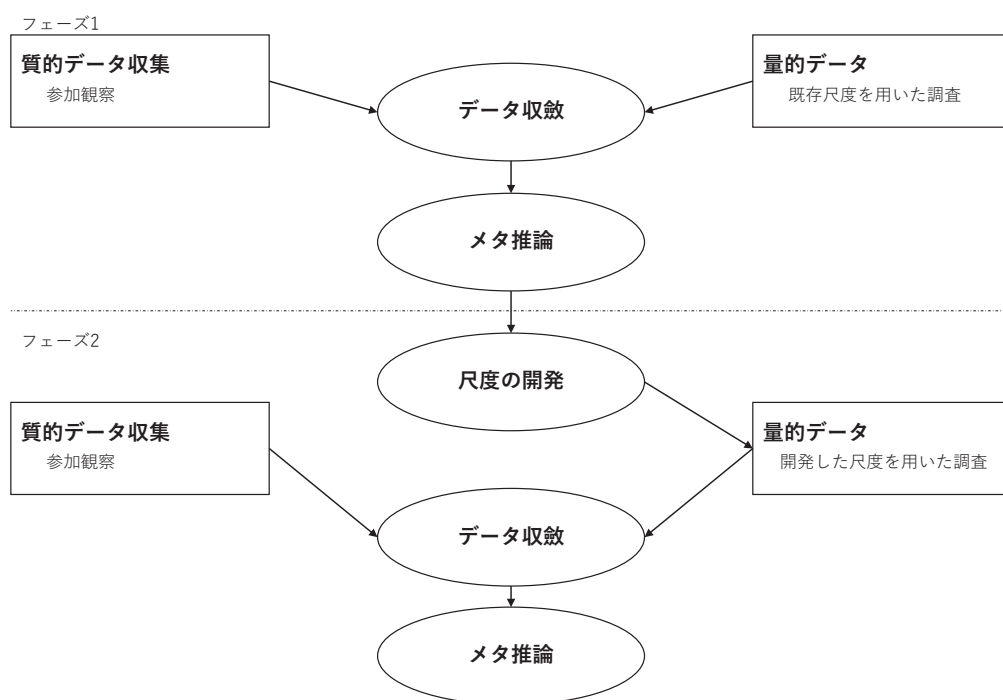 フェーズ1
質的データ収集
参加観察
量的データ
既存尺度を用いた調査
データ収斂
メタ推論
フェーズ2
尺度の開発
質的データ収集
参加観察
量的データ
開発した尺度を用いた調査
データ収斂
メタ推論